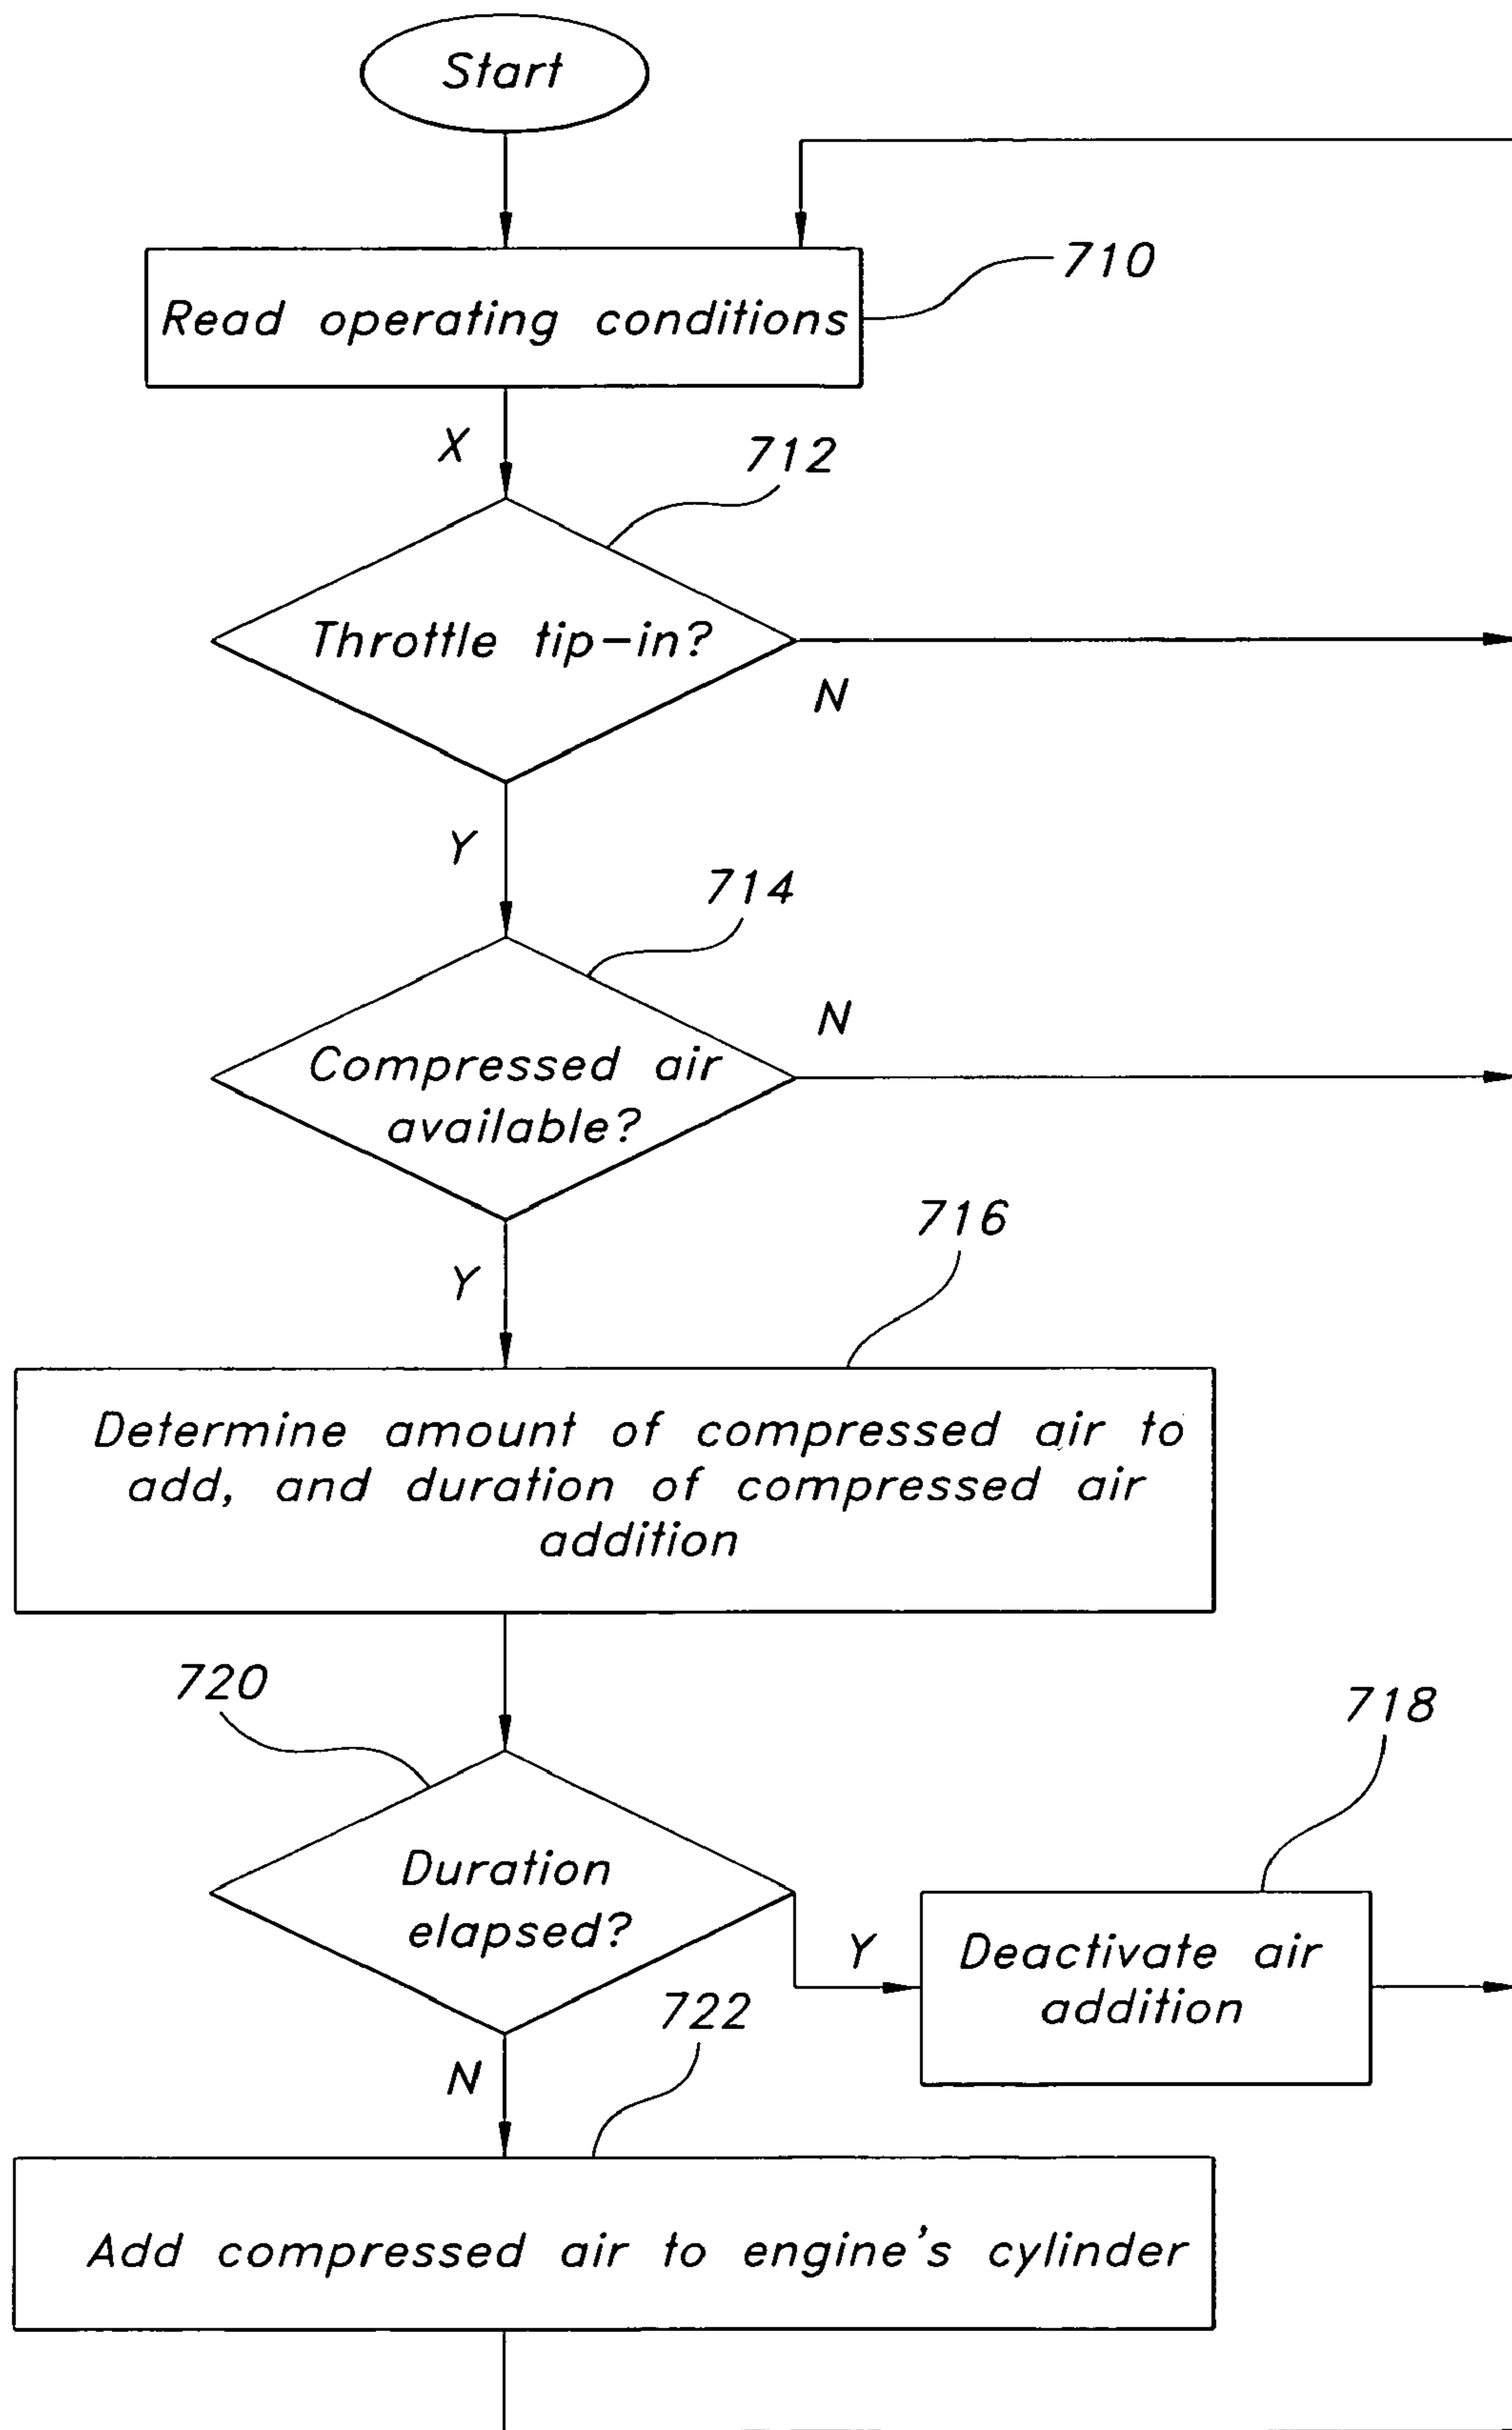 Start
710
Read operating conditions
X
712
Throttle tip-in?
N
Y
714
N
Compressed air
available?
716
Y
Determine amount of compressed air to
add, and duration of compressed air
addition
720
718
Duration
elapsed?
Y
Deactivate air
addition
722
N
Add compressed air to engine's cylinder